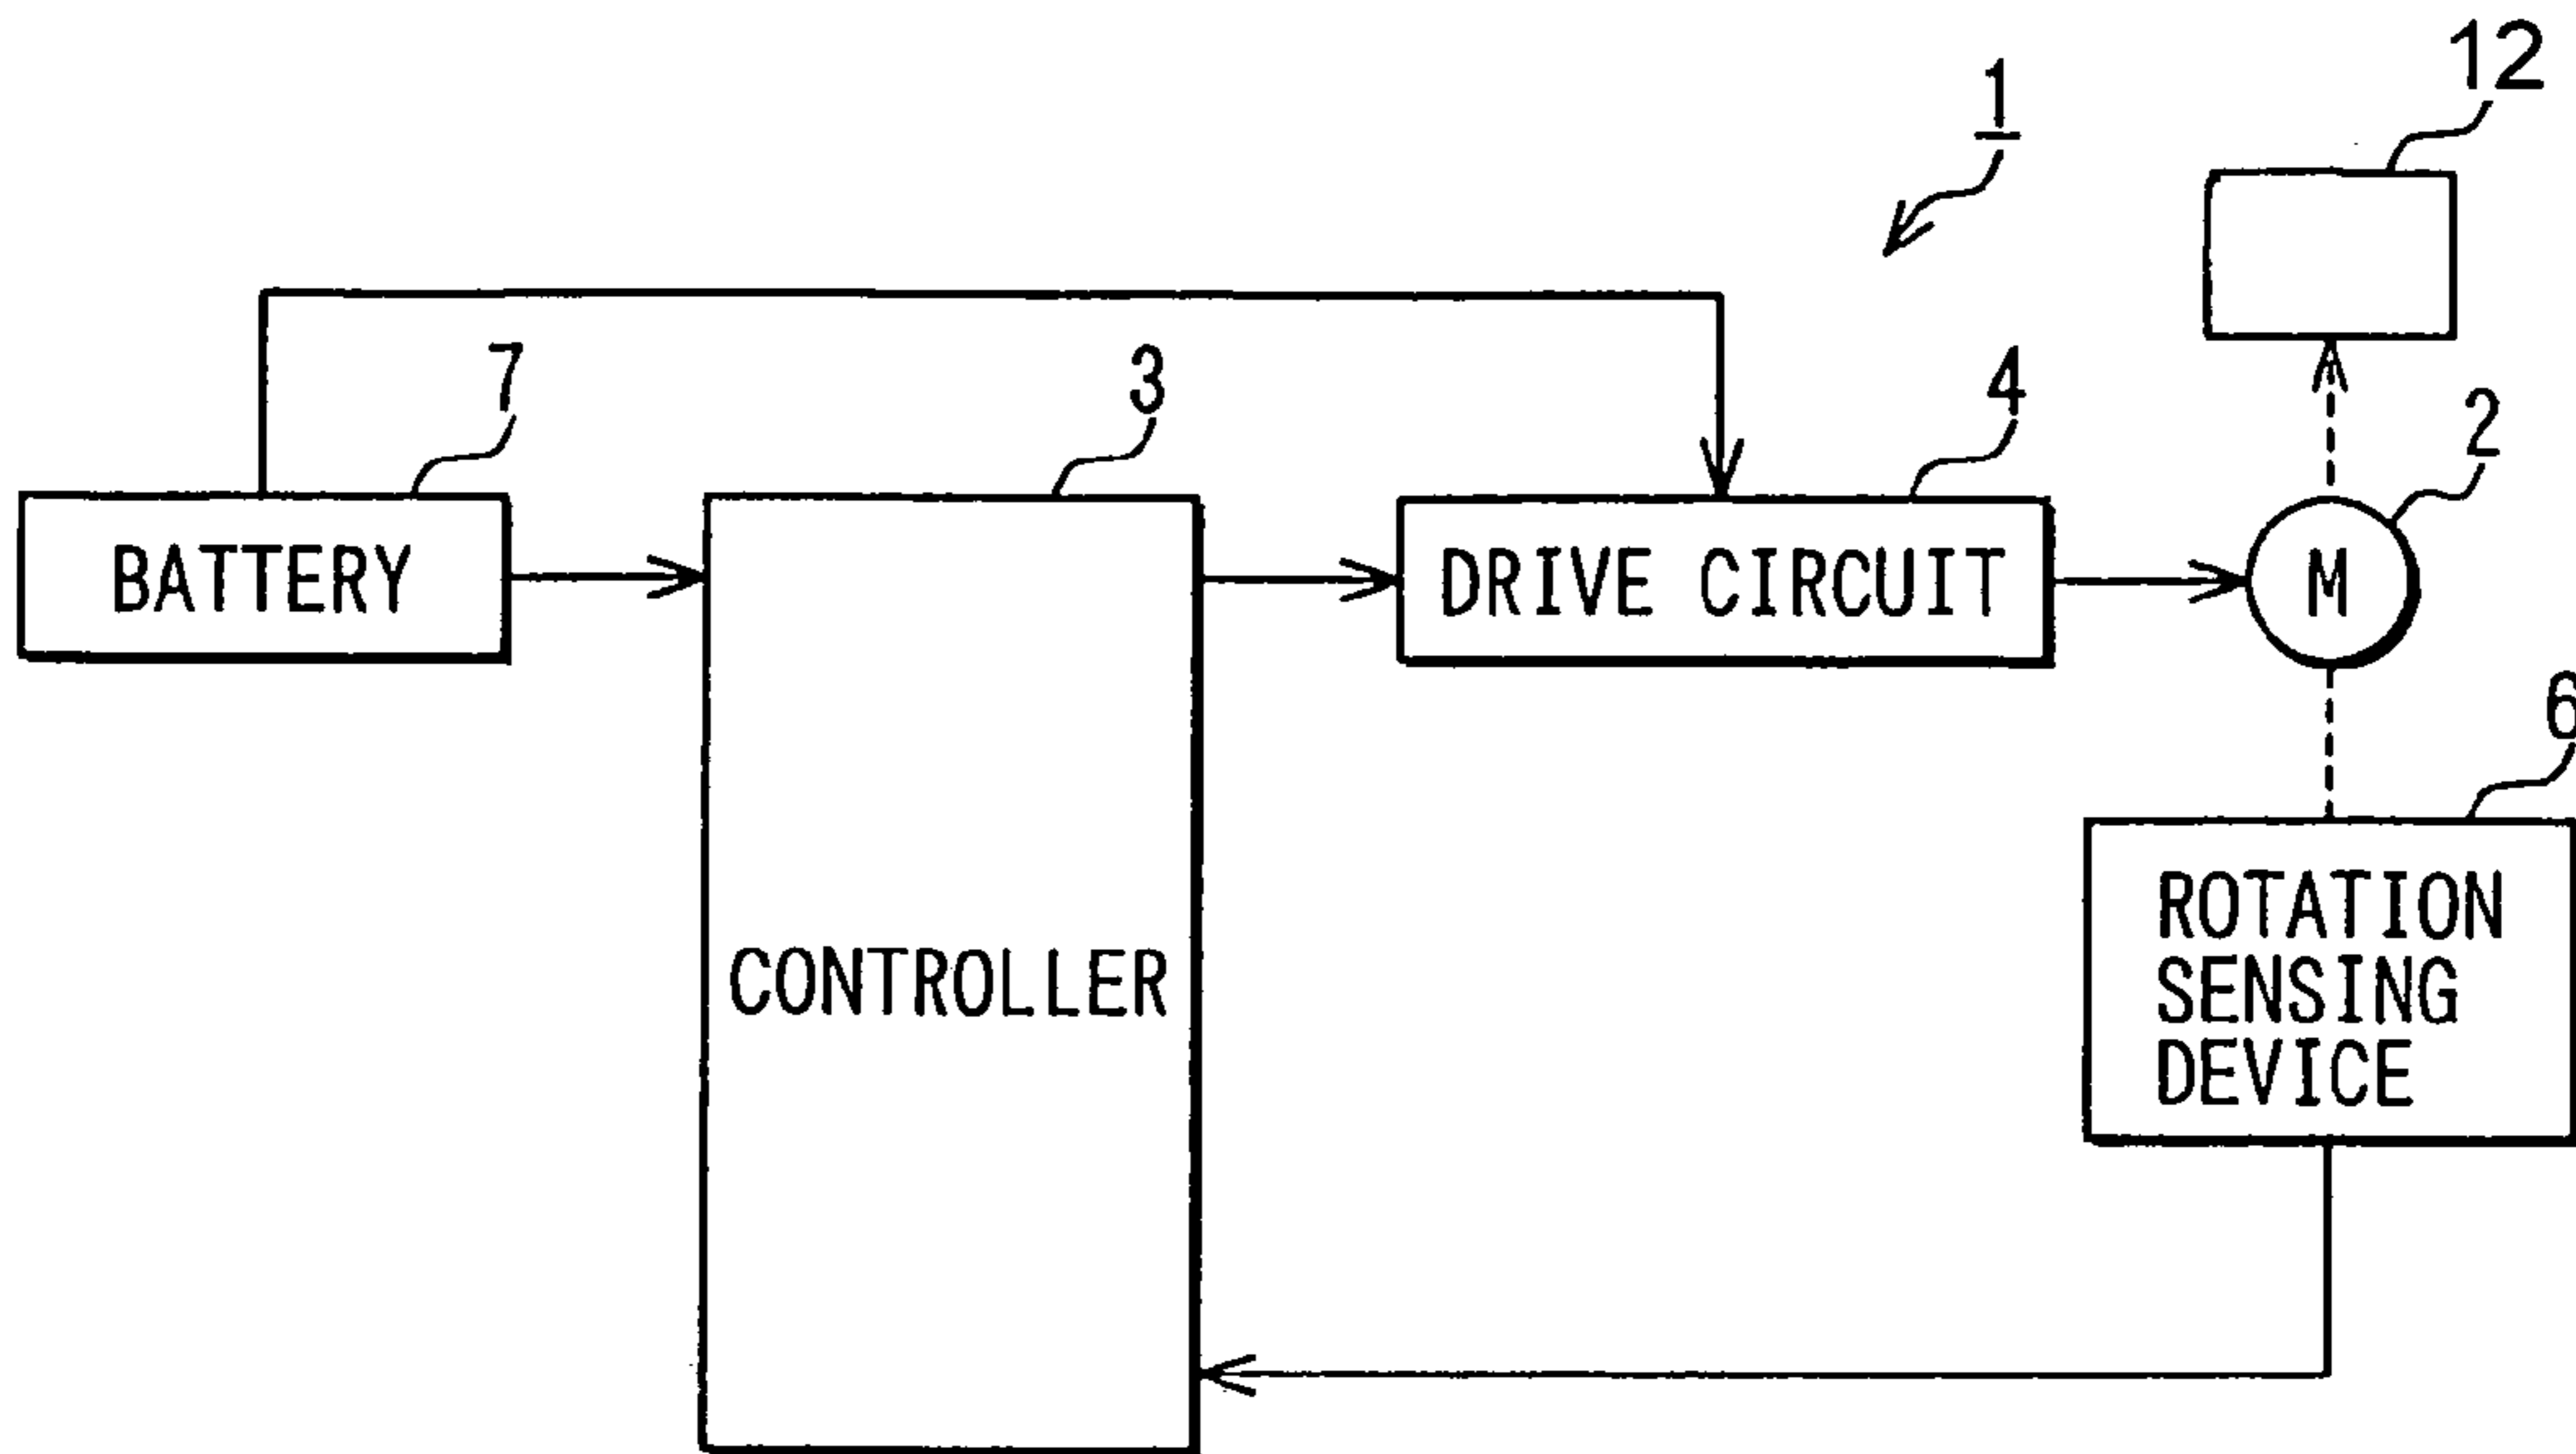 1
12
7
3
4
2
BATTERY
DRIVE CIRCUIT
M
6
CONTROLLER
ROTATION
SENSING
DEVICE